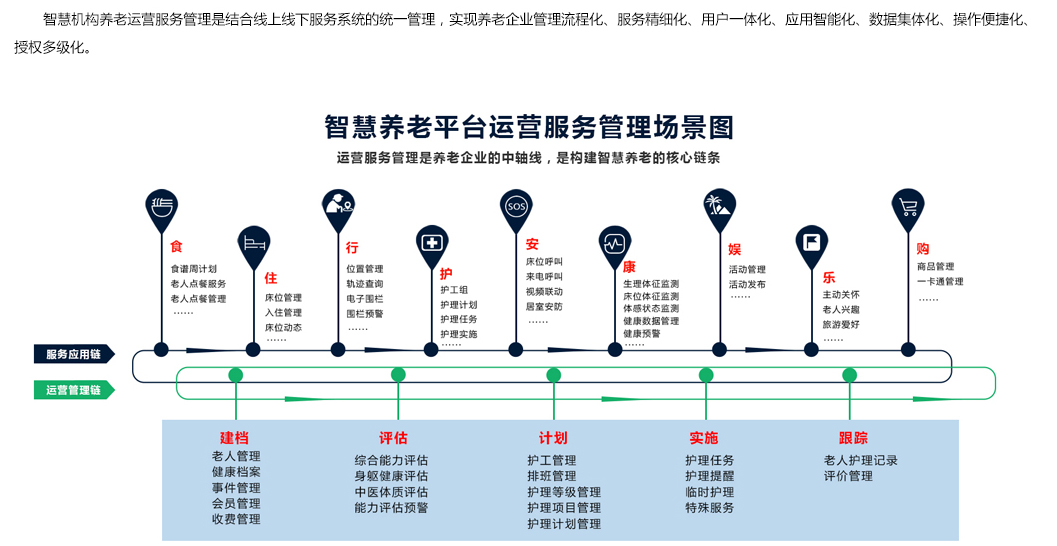 智慧机构养老运营服务管理是结合线上线下服务系统的统一管理，实现养老企业管理流程化、服务精细化、用户一体化、应用智能化、数据集体化、操作便捷化、
授权多级化。
智慧养老平台运营服务管理场景图
运营服务管理是养老企业的中轴线，是构建智慧养老的核心链条
食
食谱周计划
老人点餐服务
老人点餐管理
……
住
床位管理
入住管理
床位动态
……
行
位置管理
轨迹查询
电子围栏
围栏预警
……
护
护工组
护理计划
护理任务
护理实施
……
SOS
安
床位呼叫
来电呼叫
视频联动
居室安防
……
康
生理体征监测
床位体征监测
体感状态监测
健康数据管理
健康预警
……
娱
活动管理
活动发布
……
乐
主动关怀
老人兴趣
旅游爱好
……
购
商品管理
一卡通管理
……
服务应用链
运营管理链
建档
老人管理
健康档案
事件管理
会员管理
收费管理
评估
综合能力评估
身躯健康评估
中医体质评估
能力评估预警
计划
护工管理
排班管理
护理等级管理
护理项目管理
护理计划管理
实施
护理任务
护理提醒
临时护理
特殊服务
跟踪
老人护理记录
评价管理